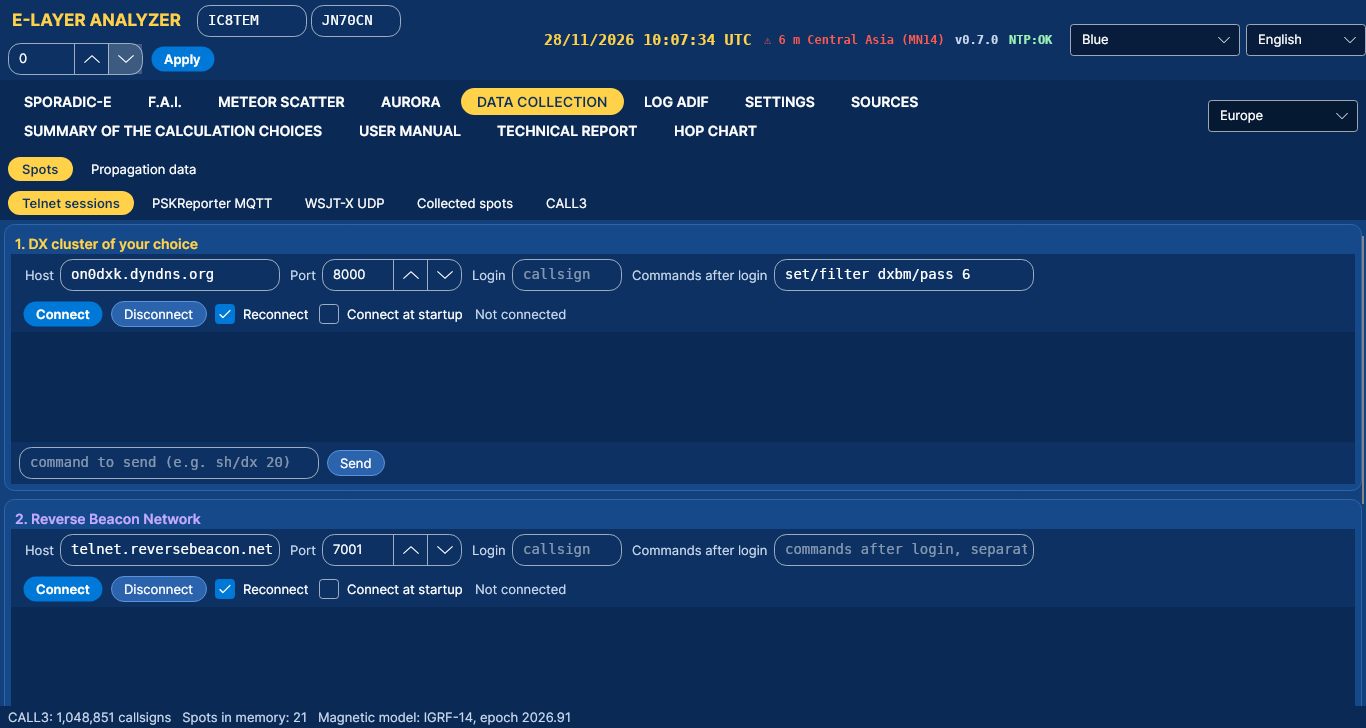 E-LAYER ANALYZER IC8TEM JN70CN
28/11/2026 10:07:34 UTC ⚠ 6 m Central Asia (MN14) v0.7.0 NTP:OK Blue English
0 Apply
SPORADIC-E F.A.I. METEOR SCATTER AURORA DATA COLLECTION LOG ADIF SETTINGS SOURCES
Europe
SUMMARY OF THE CALCULATION CHOICES USER MANUAL TECHNICAL REPORT HOP CHART
Spots Propagation data
Telnet sessions PSKReporter MQTT WSJT-X UDP Collected spots CALL3
1. DX cluster of your choice
Host on0dxk.dyndns.org Port 8000 Login callsign Commands after login set/filter dxbm/pass 6
Connect Disconnect Reconnect Connect at startup Not connected
command to send (e.g. sh/dx 20) Send
2. Reverse Beacon Network
Host telnet.reversebeacon.net Port 7001 Login callsign Commands after login commands after login, separat
Connect Disconnect Reconnect Connect at startup Not connected
CALL3: 1,048,851 callsigns Spots in memory: 21 Magnetic model: IGRF-14, epoch 2026.91